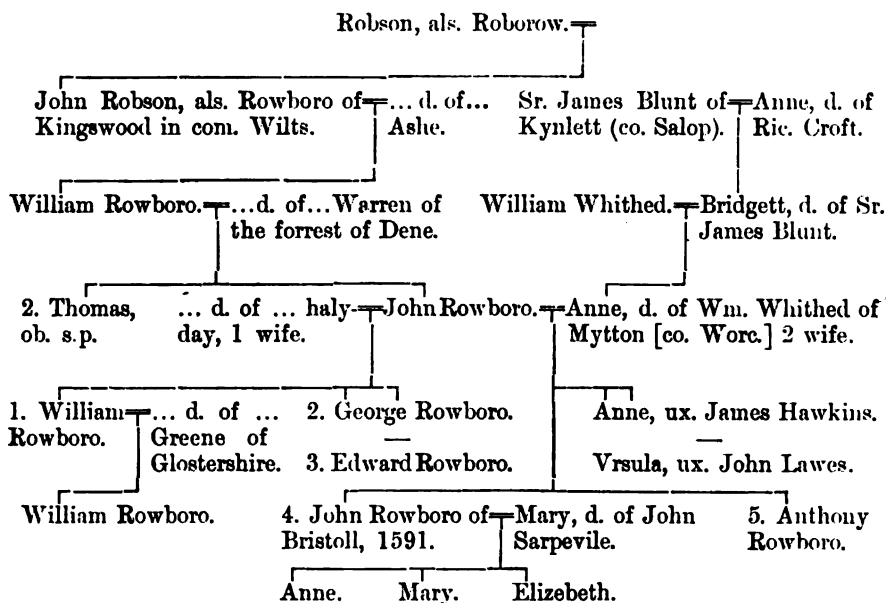 Robson, als. Roborow.
John Robson, als. Rowboro of ... d. of... Sr. James Blunt of Anne, d. of
Kingswood in com. Wilts. Ashe. Kynlett (co. Salop). Ric. Croft.
William Rowboro. ...d. of...Warren of William Whithed. Bridgett, d. of Sr.
the forrest of Dene. James Blunt.
2. Thomas, ... d. of ... haly- John Rowboro. Anne, d. of Wm. Whithed of
ob. s.p. day, 1 wife. Mytton [co. Worc.] 2 wife.
1. William ... d. of ... 2. George Rowboro. Anne, ux. James Hawkins.
Rowboro. Greene of — —
Glostershire. 3. Edward Rowboro. Vrsula, ux. John Lawes.
William Rowboro. 4. John Rowboro of Mary, d. of John 5. Anthony
Bristoll, 1591. Sarpevile. Rowboro.
Anne. Mary. Elizebeth.